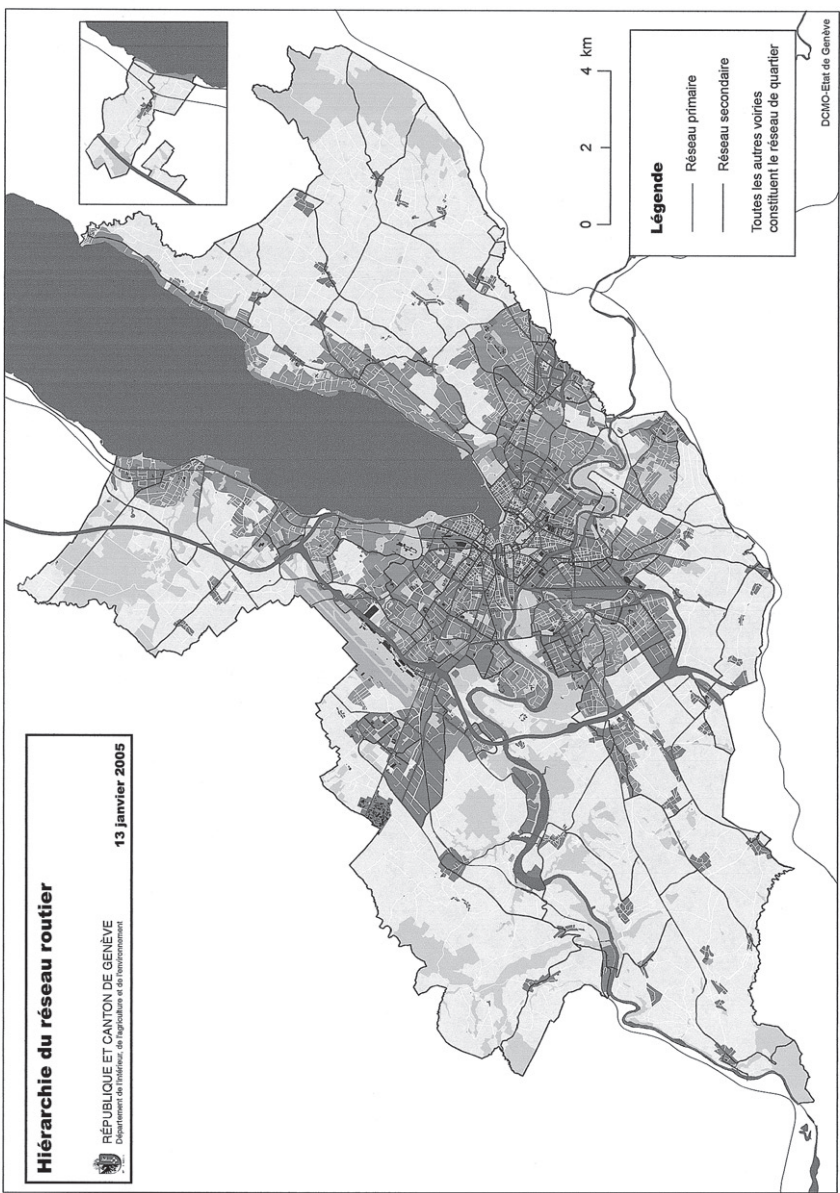 Hiérarchie du réseau routier
RÉPUBLIQUE ET CANTON DE GENÈVE
Département de l'intérieur, de l'agriculture et de l'environnement
13 janvier 2005
0 2 4 km
Légende
Réseau primaire
Réseau secondaire
Toutes les autres voiries
constituent le réseau de quartier
DCMO-Etat de Genève